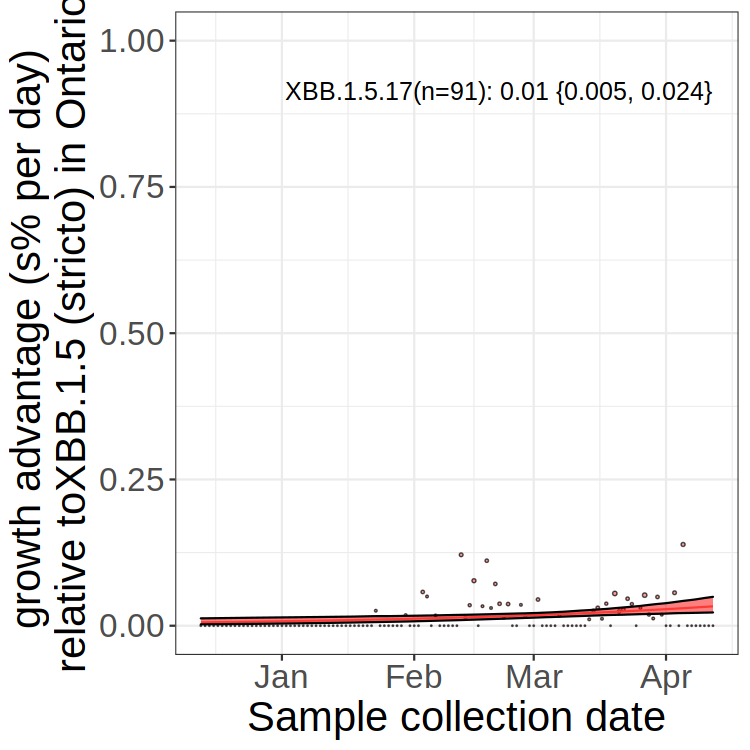 growth advantage (s% per day)
relative toXBB.1.5 (stricto) in Ontario
1.00
0.75
0.50
0.25
0.00
XBB.1.5.17(n=91): 0.01 {0.005, 0.024}
Jan Feb Mar Apr
Sample collection date